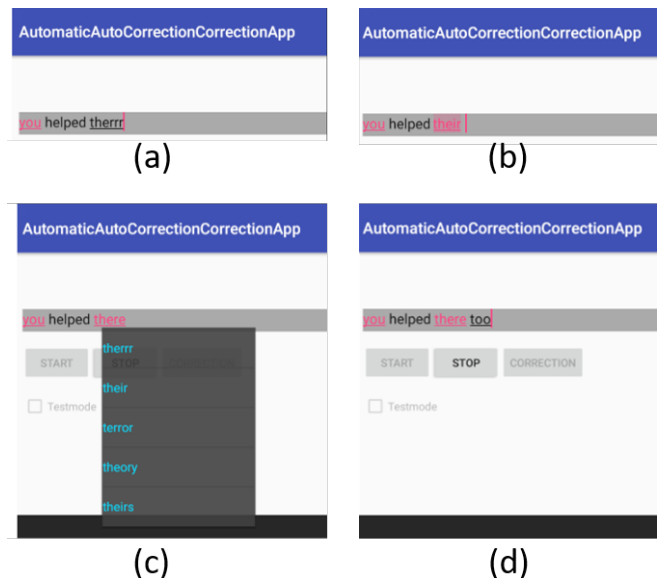 AutomaticAutoCorrectionCorrectionApp
you helped therrr
(a)
AutomaticAutoCorrectionCorrectionApp
you helped their
(b)
AutomaticAutoCorrectionCorrectionApp
you helped there
START STOP CORRECTION
Testmode
therrr
their
terror
theory
theirs
(c)
AutomaticAutoCorrectionCorrectionApp
you helped there too
START STOP CORRECTION
Testmode
(d)